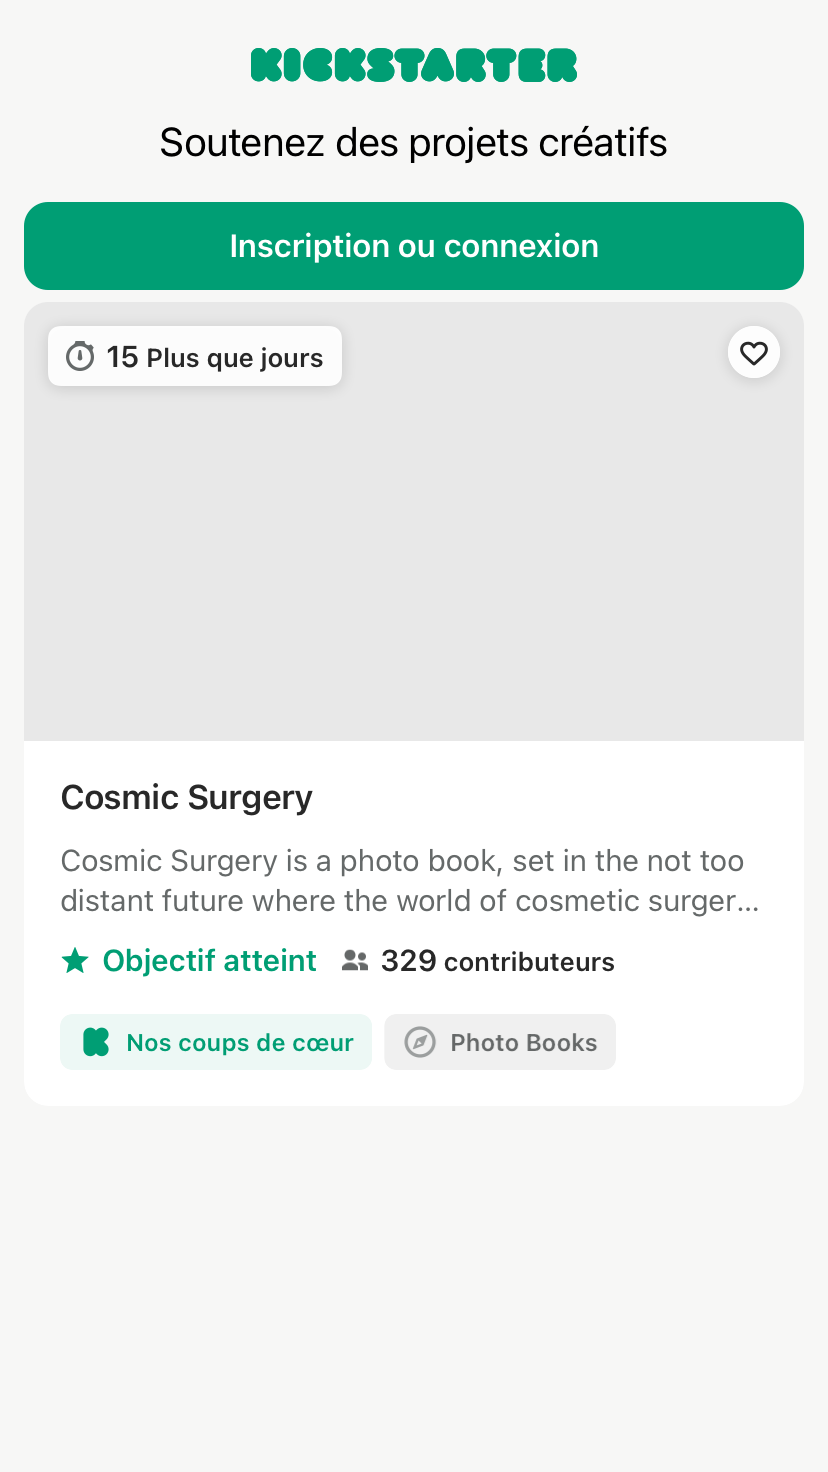 KICKSTARTER
Soutenez des projets créatifs
Inscription ou connexion
15 Plus que jours
Cosmic Surgery
Cosmic Surgery is a photo book, set in the not too
distant future where the world of cosmetic surger…
Objectif atteint 329 contributeurs
Nos coups de cœur Photo Books